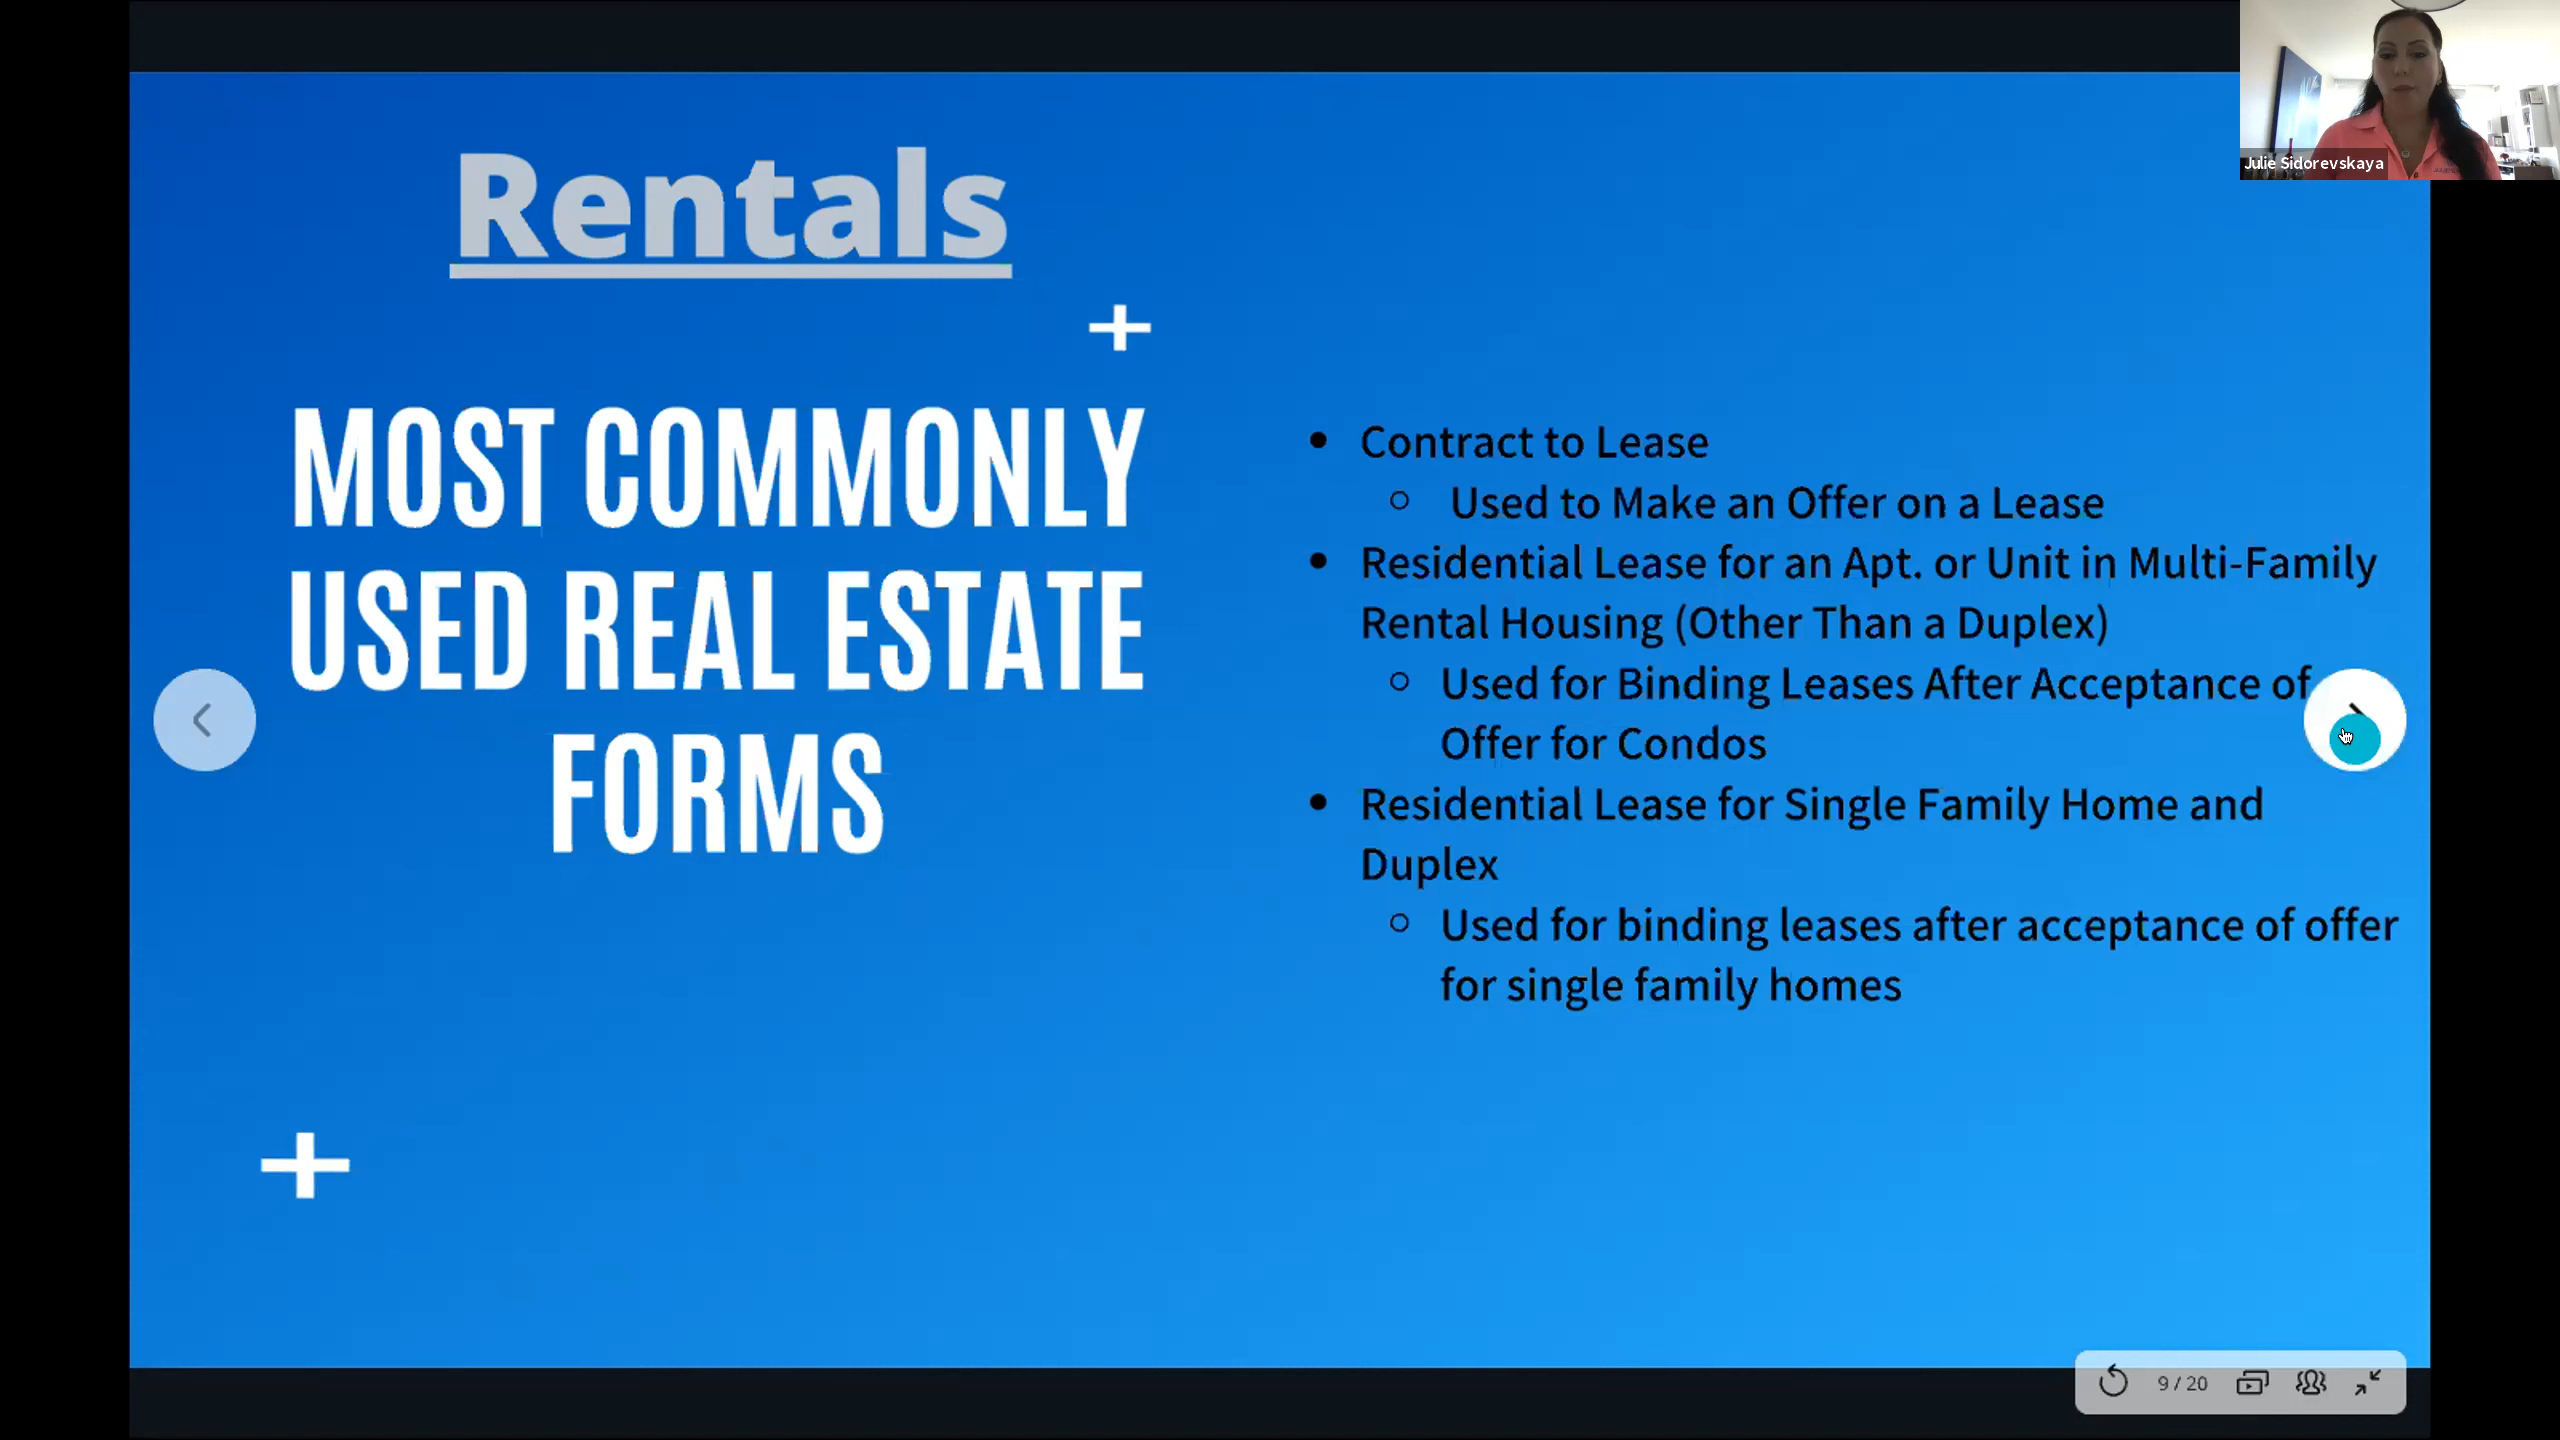 Julie Sidorevskaya
Rentals
MOST COMMONLY
USED REAL ESTATE
FORMS
• Contract to Lease
○ Used to Make an Offer on a Lease
• Residential Lease for an Apt. or Unit in Multi-Family
Rental Housing (Other Than a Duplex)
○ Used for Binding Leases After Acceptance of
Offer for Condos
• Residential Lease for Single Family Home and
Duplex
○ Used for binding leases after acceptance of offer
for single family homes
9 / 20